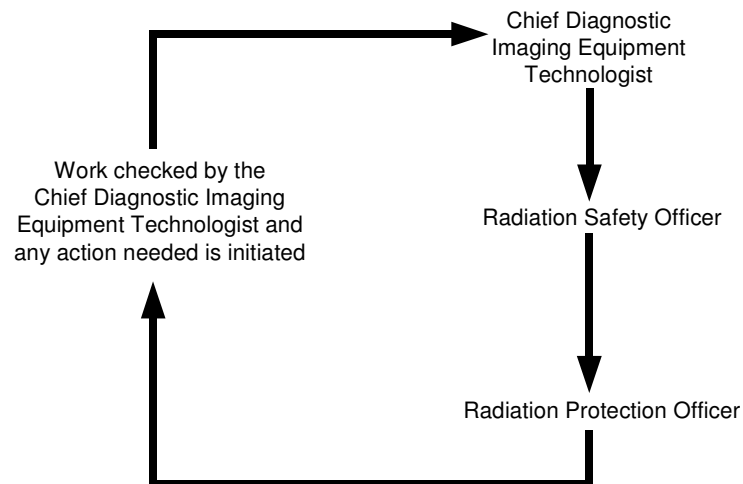 Chief Diagnostic
Imaging Equipment
Technologist
Work checked by the
Chief Diagnostic Imaging
Equipment Technologist and
any action needed is initiated
Radiation Safety Officer
Radiation Protection Officer